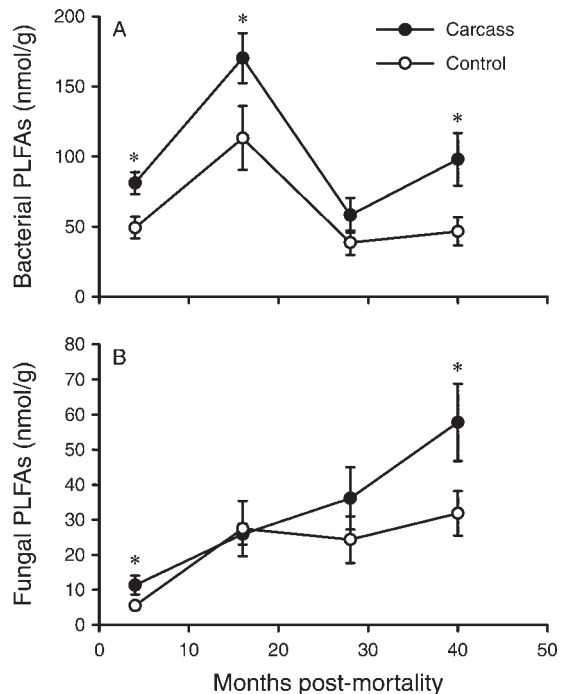 A
Carcass
Control
Bacterial PLFAs (nmol/g)
200
150
100
50
0
*
*
*
B
Fungal PLFAs (nmol/g)
80
70
60
50
40
30
20
10
0
*
*
0 10 20 30 40 50
Months post-mortality